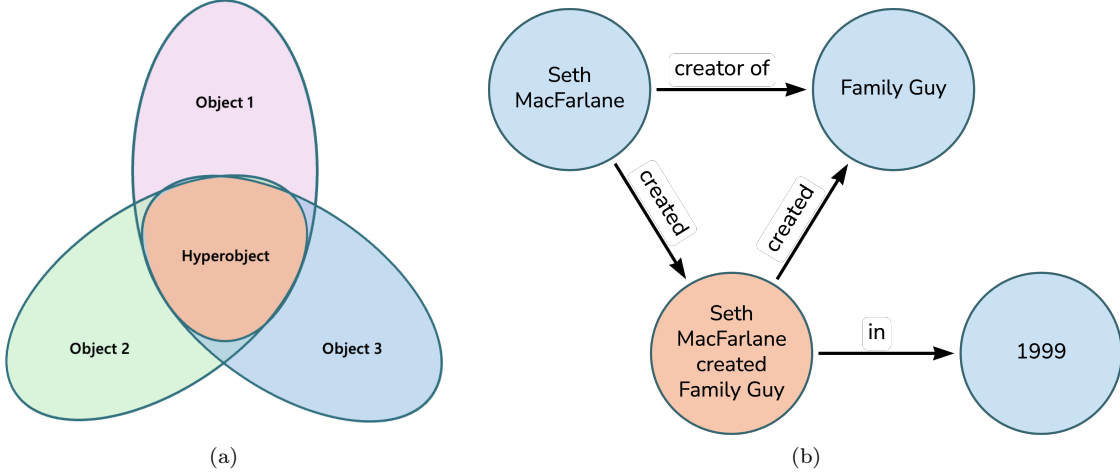 Object 1
Hyperobject
Object 2
Object 3
(a)
Seth
MacFarlane
creator of
Family Guy
created
created
Seth
MacFarlane
created
Family Guy
in
1999
(b)